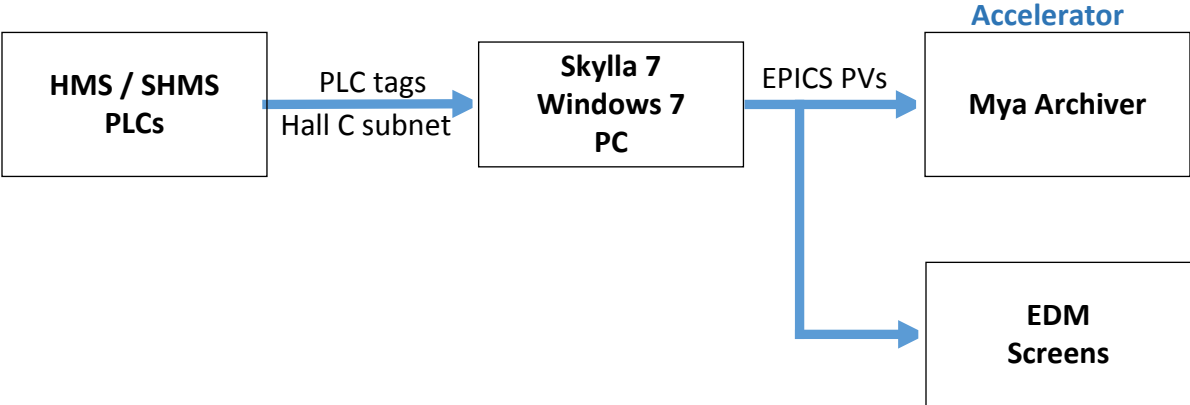 Accelerator
HMS / SHMS
PLCs
PLC tags
Hall C subnet
Skylla 7
Windows 7
PC
EPICS PVs
Mya Archiver
EDM
Screens